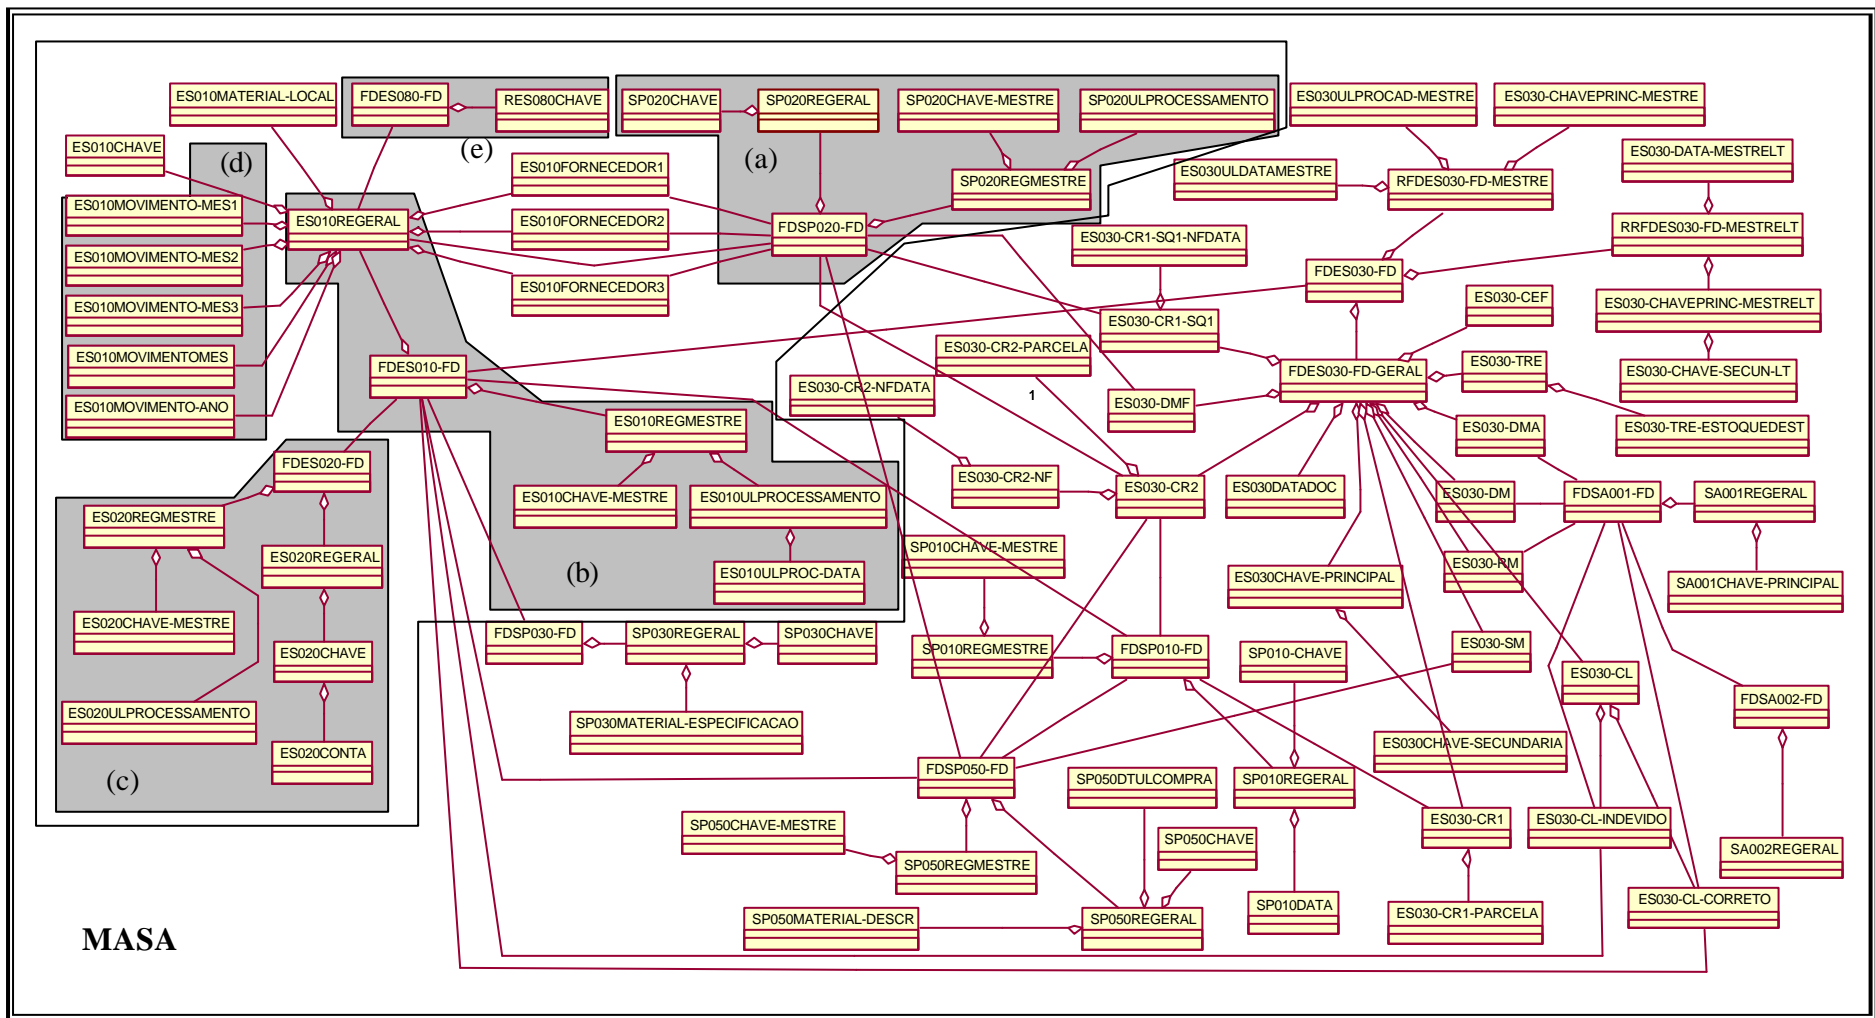 ES010MATERIAL-LOCAL
FDES080-FD
RES080CHAVE
(e)
SP020CHAVE
SP020REGERAL
SP020CHAVE-MESTRE
SP020ULPROCESSAMENTO
(a)
ES030ULPROCAD-MESTRE
ES030-CHAVEPRINC-MESTRE
ES010CHAVE
(d)
ES010FORNECEDOR1
SP020REGMESTRE
ES030ULDATAMESTRE
RFDES030-FD-MESTRE
ES030-DATA-MESTRELT
ES010MOVIMENTO-MES1
ES010REGERAL
ES010FORNECEDOR2
FDSP020-FD
ES030-CR1-SQ1-NFDATA
RRFDES030-FD-MESTRELT
ES010MOVIMENTO-MES2
ES010FORNECEDOR3
FDES030-FD
ES010MOVIMENTO-MES3
ES030-CR1-SQ1
ES030-CEF
ES030-CHAVEPRINC-MESTRELT
ES010MOVIMENTOMES
FDES010-FD
ES030-CR2-PARCELA
FDES030-FD-GERAL
ES030-TRE
ES030-CHAVE-SECUN-LT
ES010MOVIMENTO-ANO
ES030-CR2-NFDATA
1
ES030-DMF
ES010REGMESTRE
ES030-DMA
ES030-TRE-ESTOQUEDEST
FDES020-FD
ES010CHAVE-MESTRE
ES010ULPROCESSAMENTO
ES030-CR2-NF
ES030-CR2
ES030DATADOC
ES030-DM
FDSA001-FD
SA001REGERAL
ES020REGMESTRE
ES020REGERAL
(b)
ES010ULPROC-DATA
SP010CHAVE-MESTRE
ES030CHAVE-PRINCIPAL
ES030-RM
SA001CHAVE-PRINCIPAL
ES020CHAVE-MESTRE
ES020CHAVE
FDSP030-FD
SP030REGERAL
SP030CHAVE
SP010REGMESTRE
FDSP010-FD
SP010-CHAVE
ES030-SM
ES030-CL
ES020ULPROCESSAMENTO
SP030MATERIAL-ESPECIFICACAO
FDSA002-FD
ES020CONTA
(c)
ES030CHAVE-SECUNDARIA
FDSP050-FD
SP050DTULCOMPRA
SP010REGERAL
SP050CHAVE-MESTRE
SP050CHAVE
ES030-CR1
ES030-CL-INDEVIDO
SP050REGMESTRE
SA002REGERAL
SP050MATERIAL-DESCR
SP050REGERAL
SP010DATA
ES030-CR1-PARCELA
ES030-CL-CORRETO
MASA